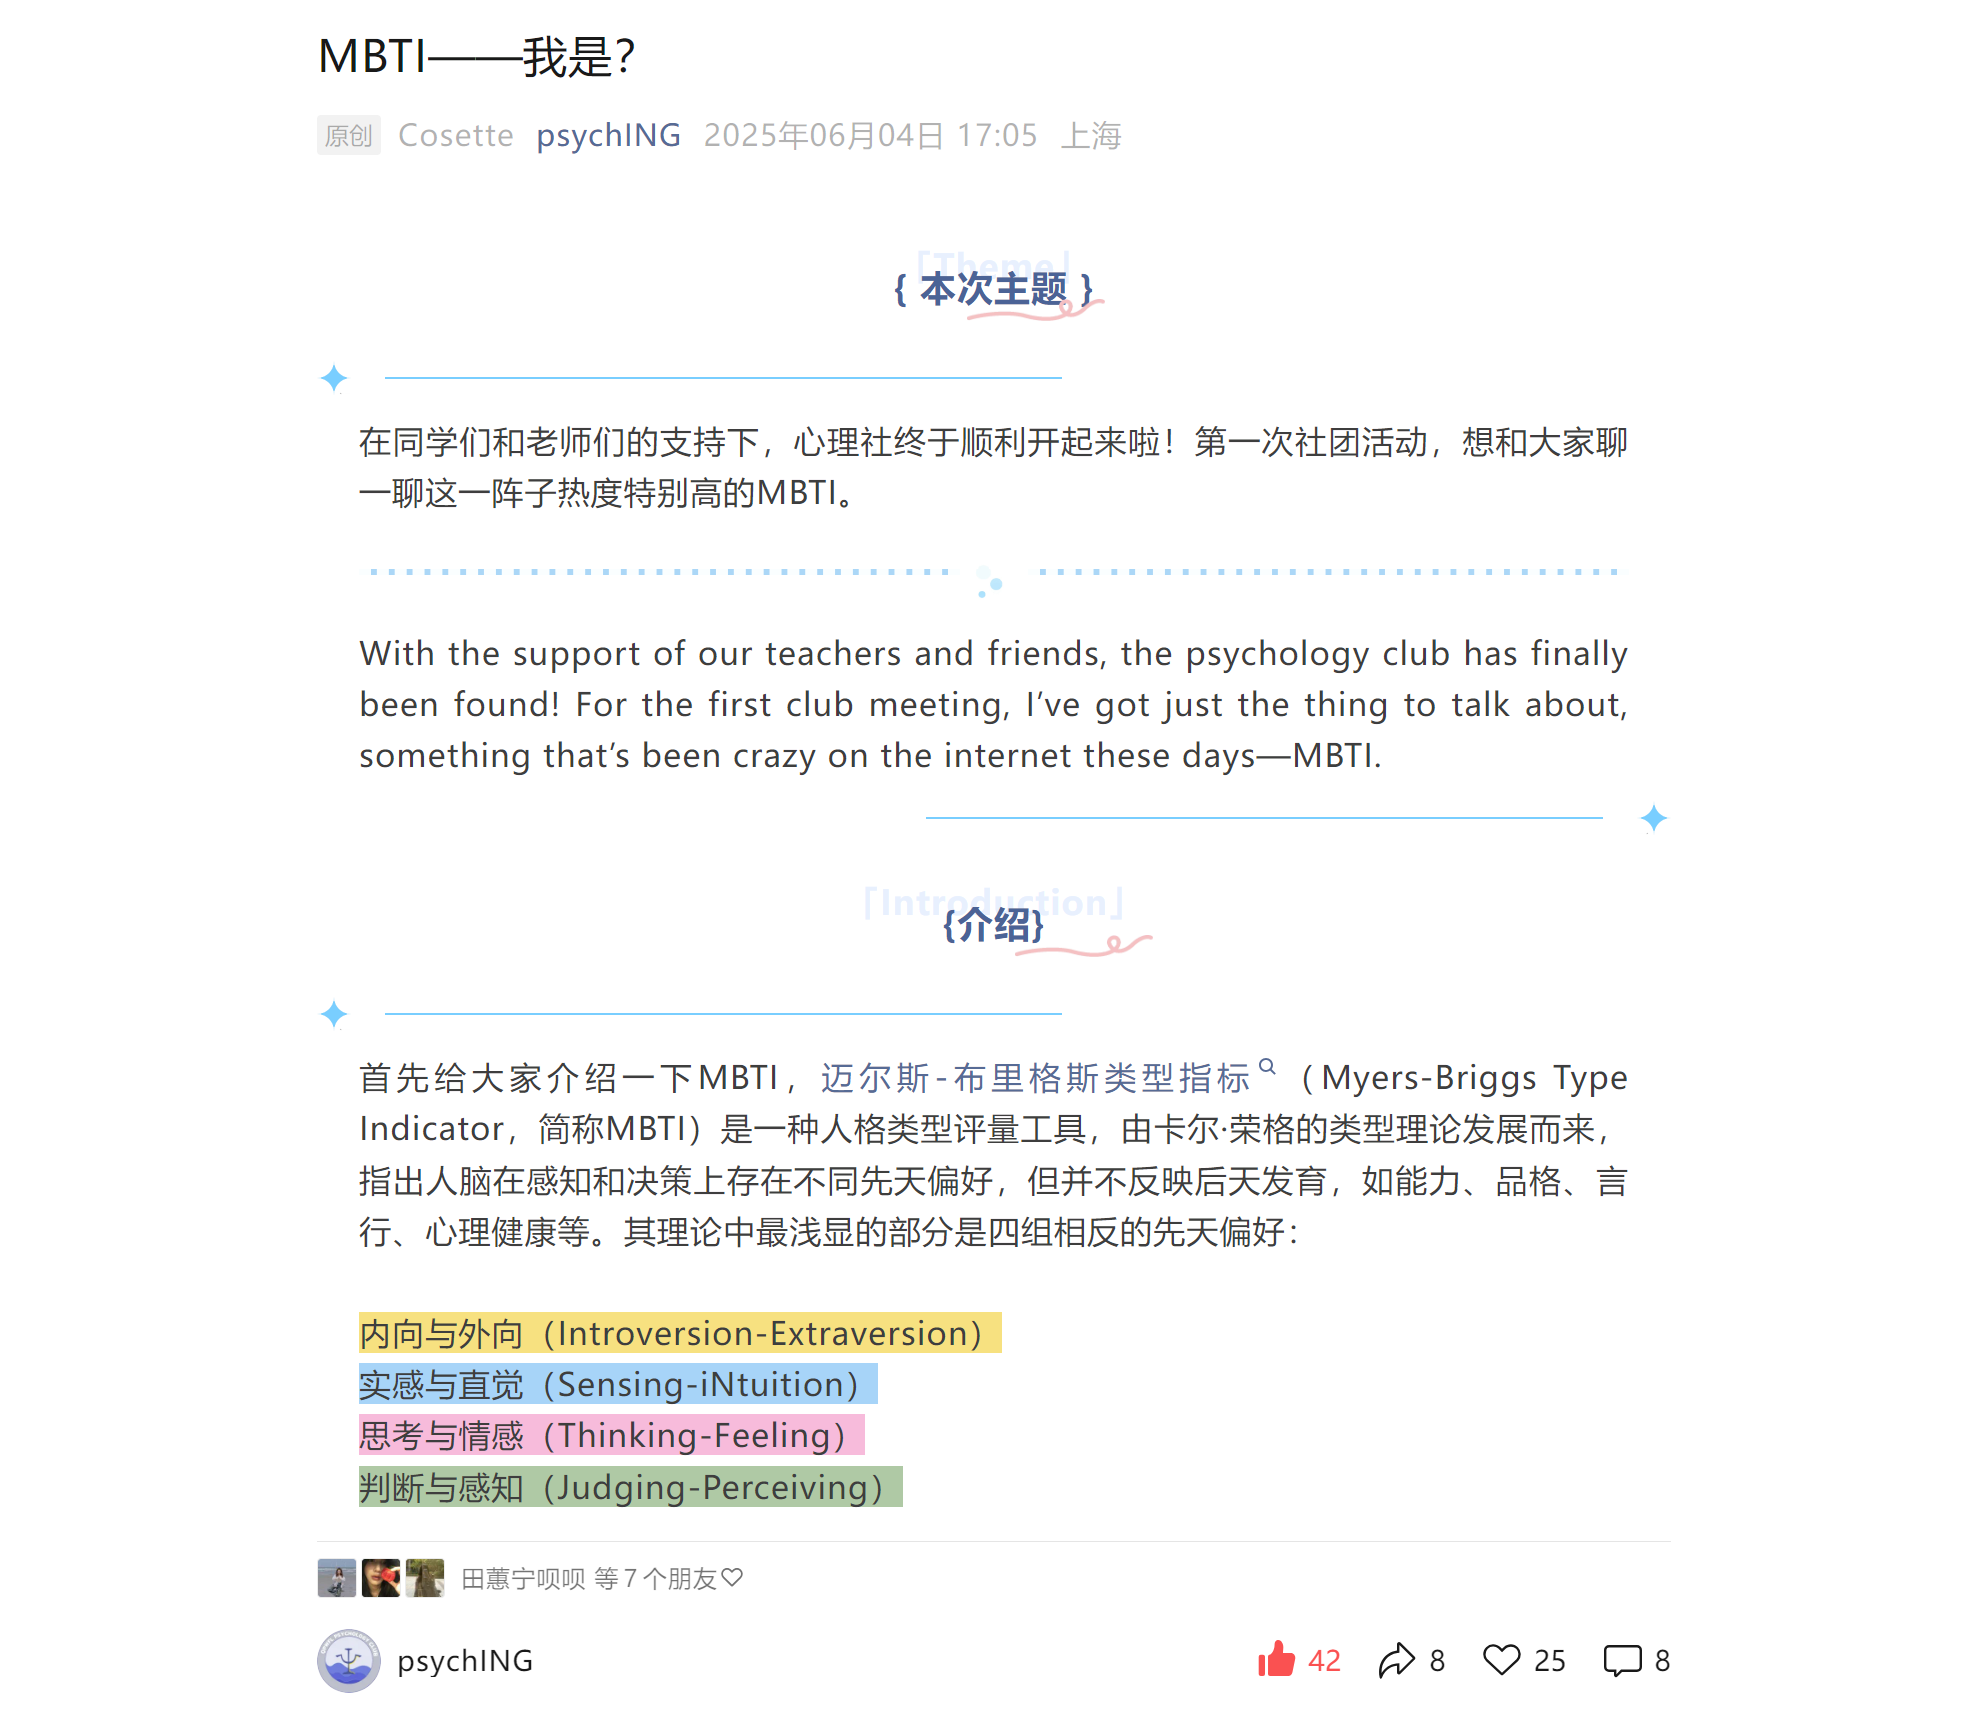 MBTI——我是？
原创 Cosette psychING 2025年06月04日 17:05 上海
「Theme」
{ 本次主题 }
在同学们和老师们的支持下，心理社终于顺利开起来啦！第一次社团活动，想和大家聊
一聊这一阵子热度特别高的MBTI。
With the support of our teachers and friends, the psychology club has finally
been found! For the first club meeting, I’ve got just the thing to talk about,
something that’s been crazy on the internet these days—MBTI.
「Introduction」
{介绍}
首先给大家介绍一下MBTI，迈尔斯-布里格斯类型指标（Myers-Briggs Type
Indicator，简称MBTI）是一种人格类型评量工具，由卡尔·荣格的类型理论发展而来，
指出人脑在感知和决策上存在不同先天偏好，但并不反映后天发育，如能力、品格、言
行、心理健康等。其理论中最浅显的部分是四组相反的先天偏好：
内向与外向（Introversion-Extraversion）
实感与直觉（Sensing-iNtuition）
思考与情感（Thinking-Feeling）
判断与感知（Judging-Perceiving）
田蕙宁呗呗 等 7 个朋友♡
psychING 42 8 25 8